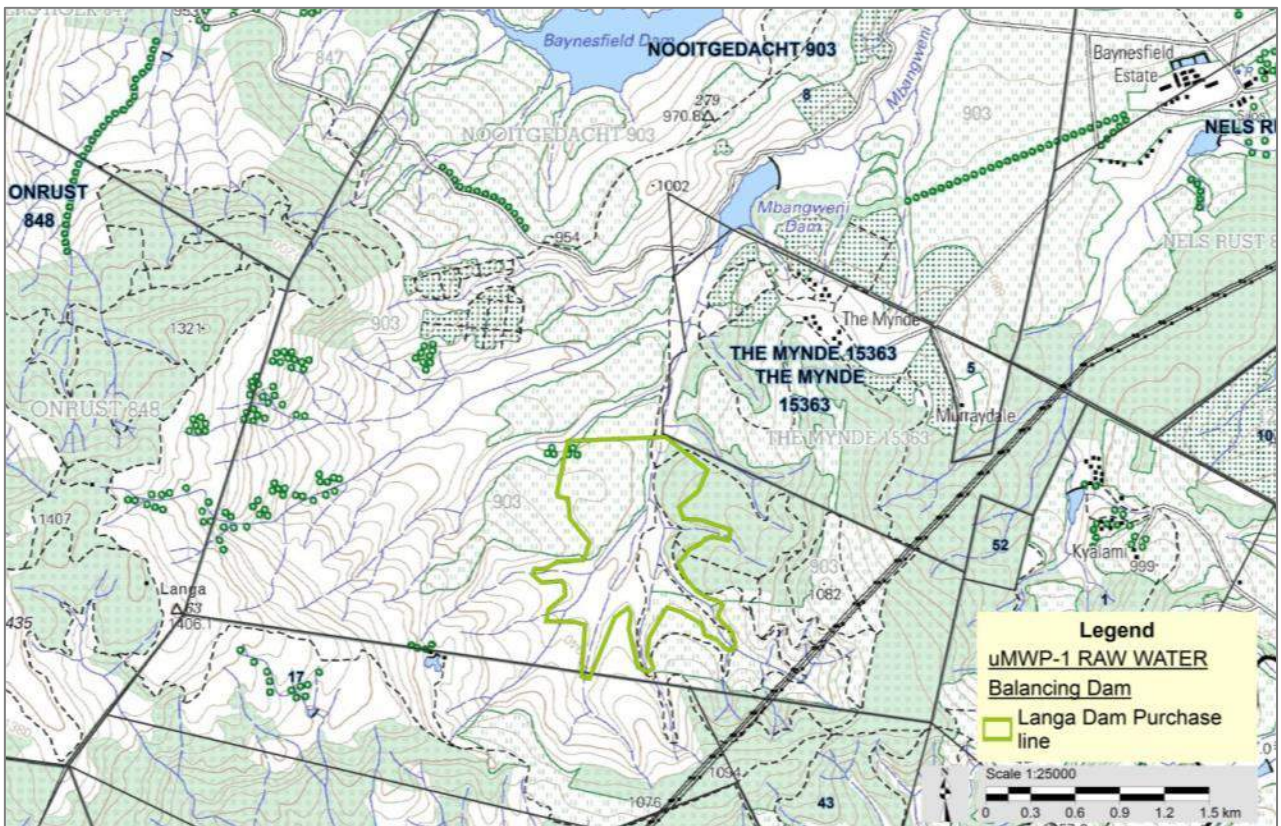 953
847
Baynesfield Dam
NOOITGEDACHT 903
Mbangweni
Baynesfield
Estate
279
970.8
8
903
NOOITGEDACHT 903
NELS
ONRUST
848
1002
Mbangweni
Dam
954
NELS RUST
1321
903
The Mynde
THE MYNDE 15363
THE MYNDE
15363
5
ONRUST 848
Murraydale
THE MYNDE 15363
10
903
1407
52
Kyalami
999
903
1082
Langa
63
1406.1
1
435
17
Legend
uMWP-1 RAW WATER
Balancing Dam
Langa Dam Purchase
line
1094
1076
43
Scale 1:25000
0 0.3 0.6 0.9 1.2 1.5 km